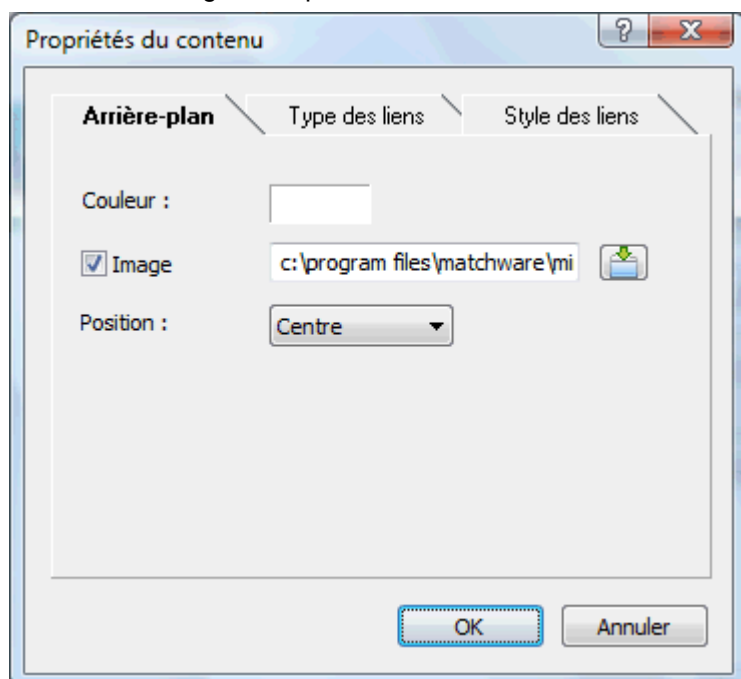 Propriétés du contenu
Arrière-plan Type des liens Style des liens
Couleur :
Image c:\program files\matchware\mi
Position : Centre
OK Annuler